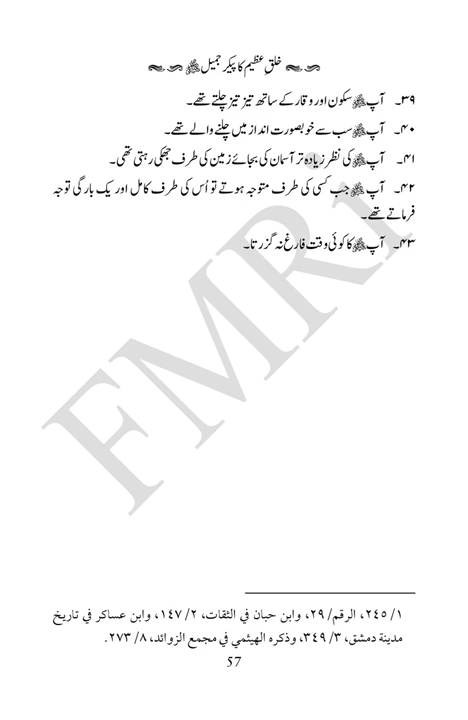 خلقِ عظیم کا پیکرِ جمیل ﷺ
۳۹۔ آپ ﷺ سکون اور وقار کے ساتھ تیز تیز چلتے تھے۔
۴۰۔ آپ ﷺ سب سے خوبصورت انداز میں چلنے والے تھے۔
۴۱۔ آپ ﷺ کی نظر زیادہ تر آسمان کی بجائے زمین کی طرف جھکی رہتی تھی۔
۴۲۔ آپ ﷺ جب کسی کی طرف متوجہ ہوتے تو اُس کی طرف کامل اور یک بارگی توجہ
فرماتے تھے۔
۴۳۔ آپ ﷺ کا کوئی وقت فارغ نہ گزرتا۔
FMRi
١/ ٢٤٥، الرقم/ ٢٩، وابن حبان في الثقات، ٢/ ١٤٧، وابن عساكر في تاريخ
مدينة دمشق، ٣/ ٣٤٩، وذكره الهيثمي في مجمع الزوائد، ٨/ ٢٧٣.
57